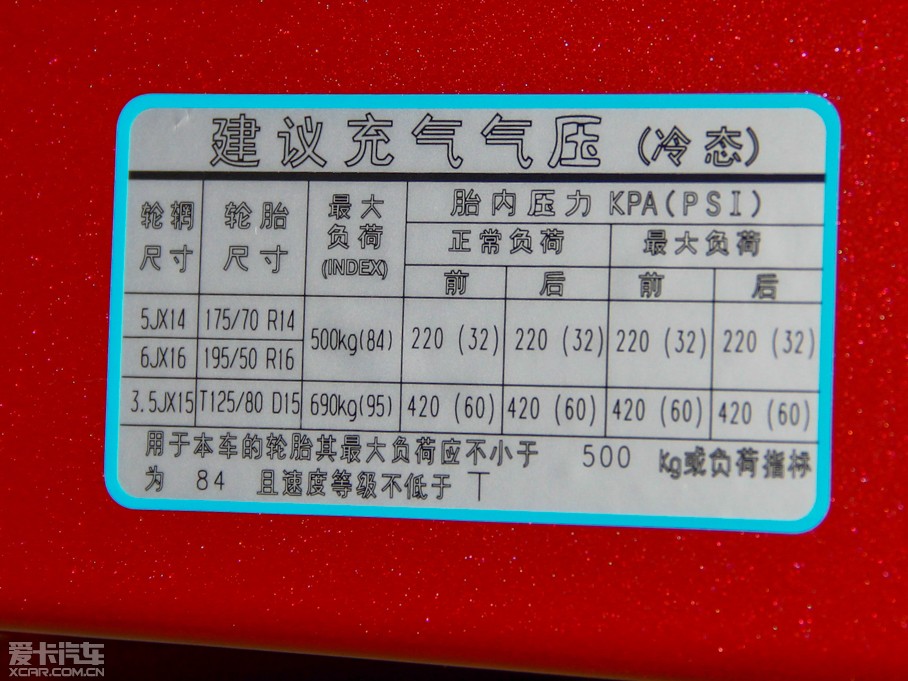 建议充气气压(冷态)
轮辋尺寸 轮胎尺寸 最大负荷(INDEX) 胎内压力 KPA(PSI)
正常负荷 最大负荷
前 后 前 后
5JX14 175/70 R14 500kg(84) 220 (32) 220 (32) 220 (32) 220 (32)
6JX16 195/50 R16
3.5JX15 T125/80 D15 690kg(95) 420 (60) 420 (60) 420 (60) 420 (60)
用于本车的轮胎其最大负荷应不小于 500 Kg或负荷指标
为 84 且速度等级不低于 T
爱卡汽车
XCAR.COM.CN